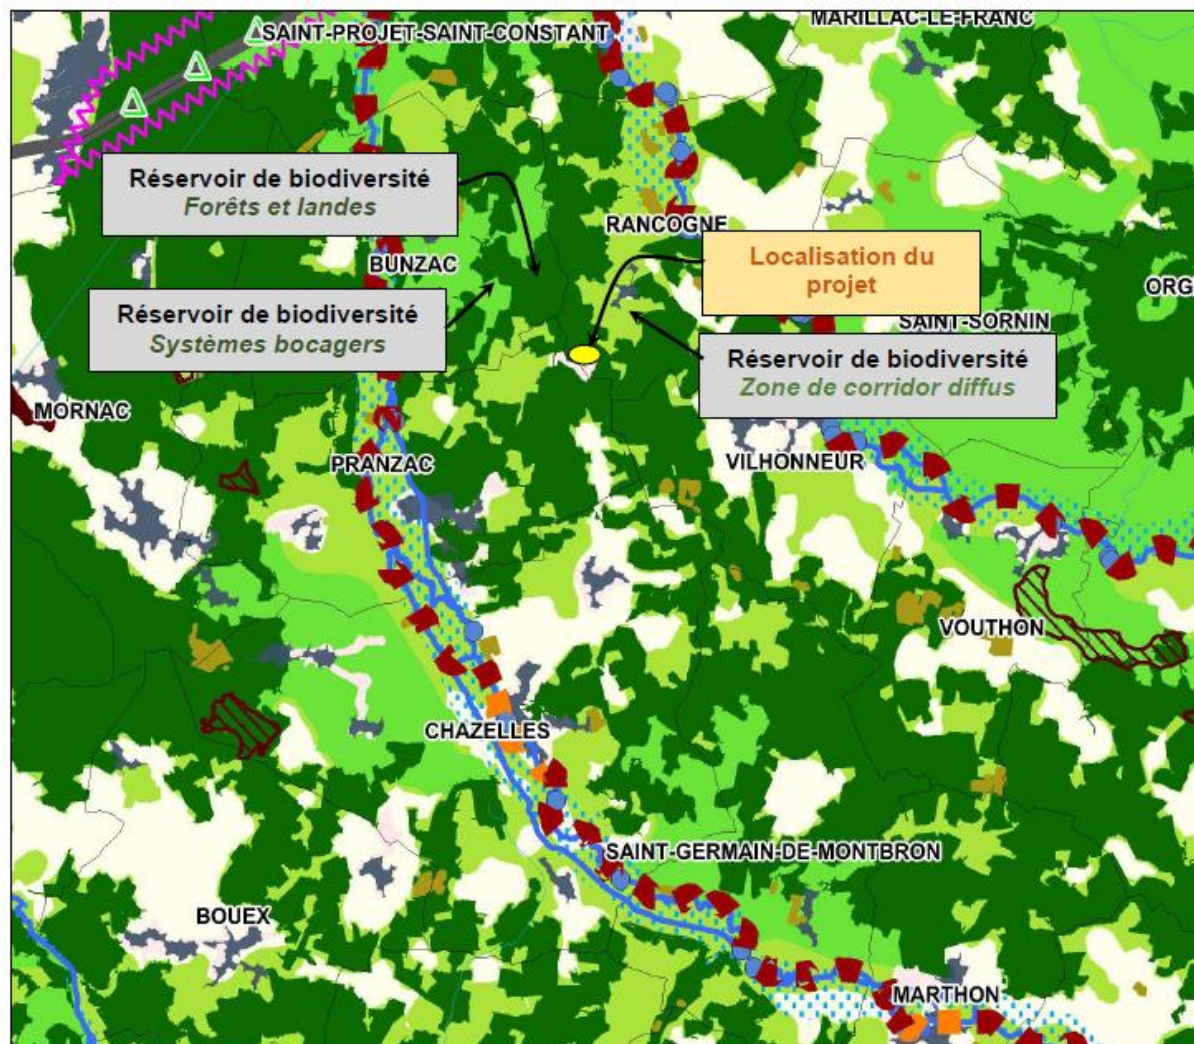 MARILLAC-LE-FRANC
SAINT-PROJET-SAINT-CONSTANT
Réservoir de biodiversité
Forêts et landes
RANCOGNE
BUNZAC
Localisation du
projet
ORG
Réservoir de biodiversité
Systèmes bocagers
SAINT-SORNIN
Réservoir de biodiversité
Zone de corridor diffus
MORNAC
PRANZAC
VILHONNEUR
VOUTHON
CHAZELLES
SAINT-GERMAIN-DE-MONTBRON
BOUEX
MARTHON